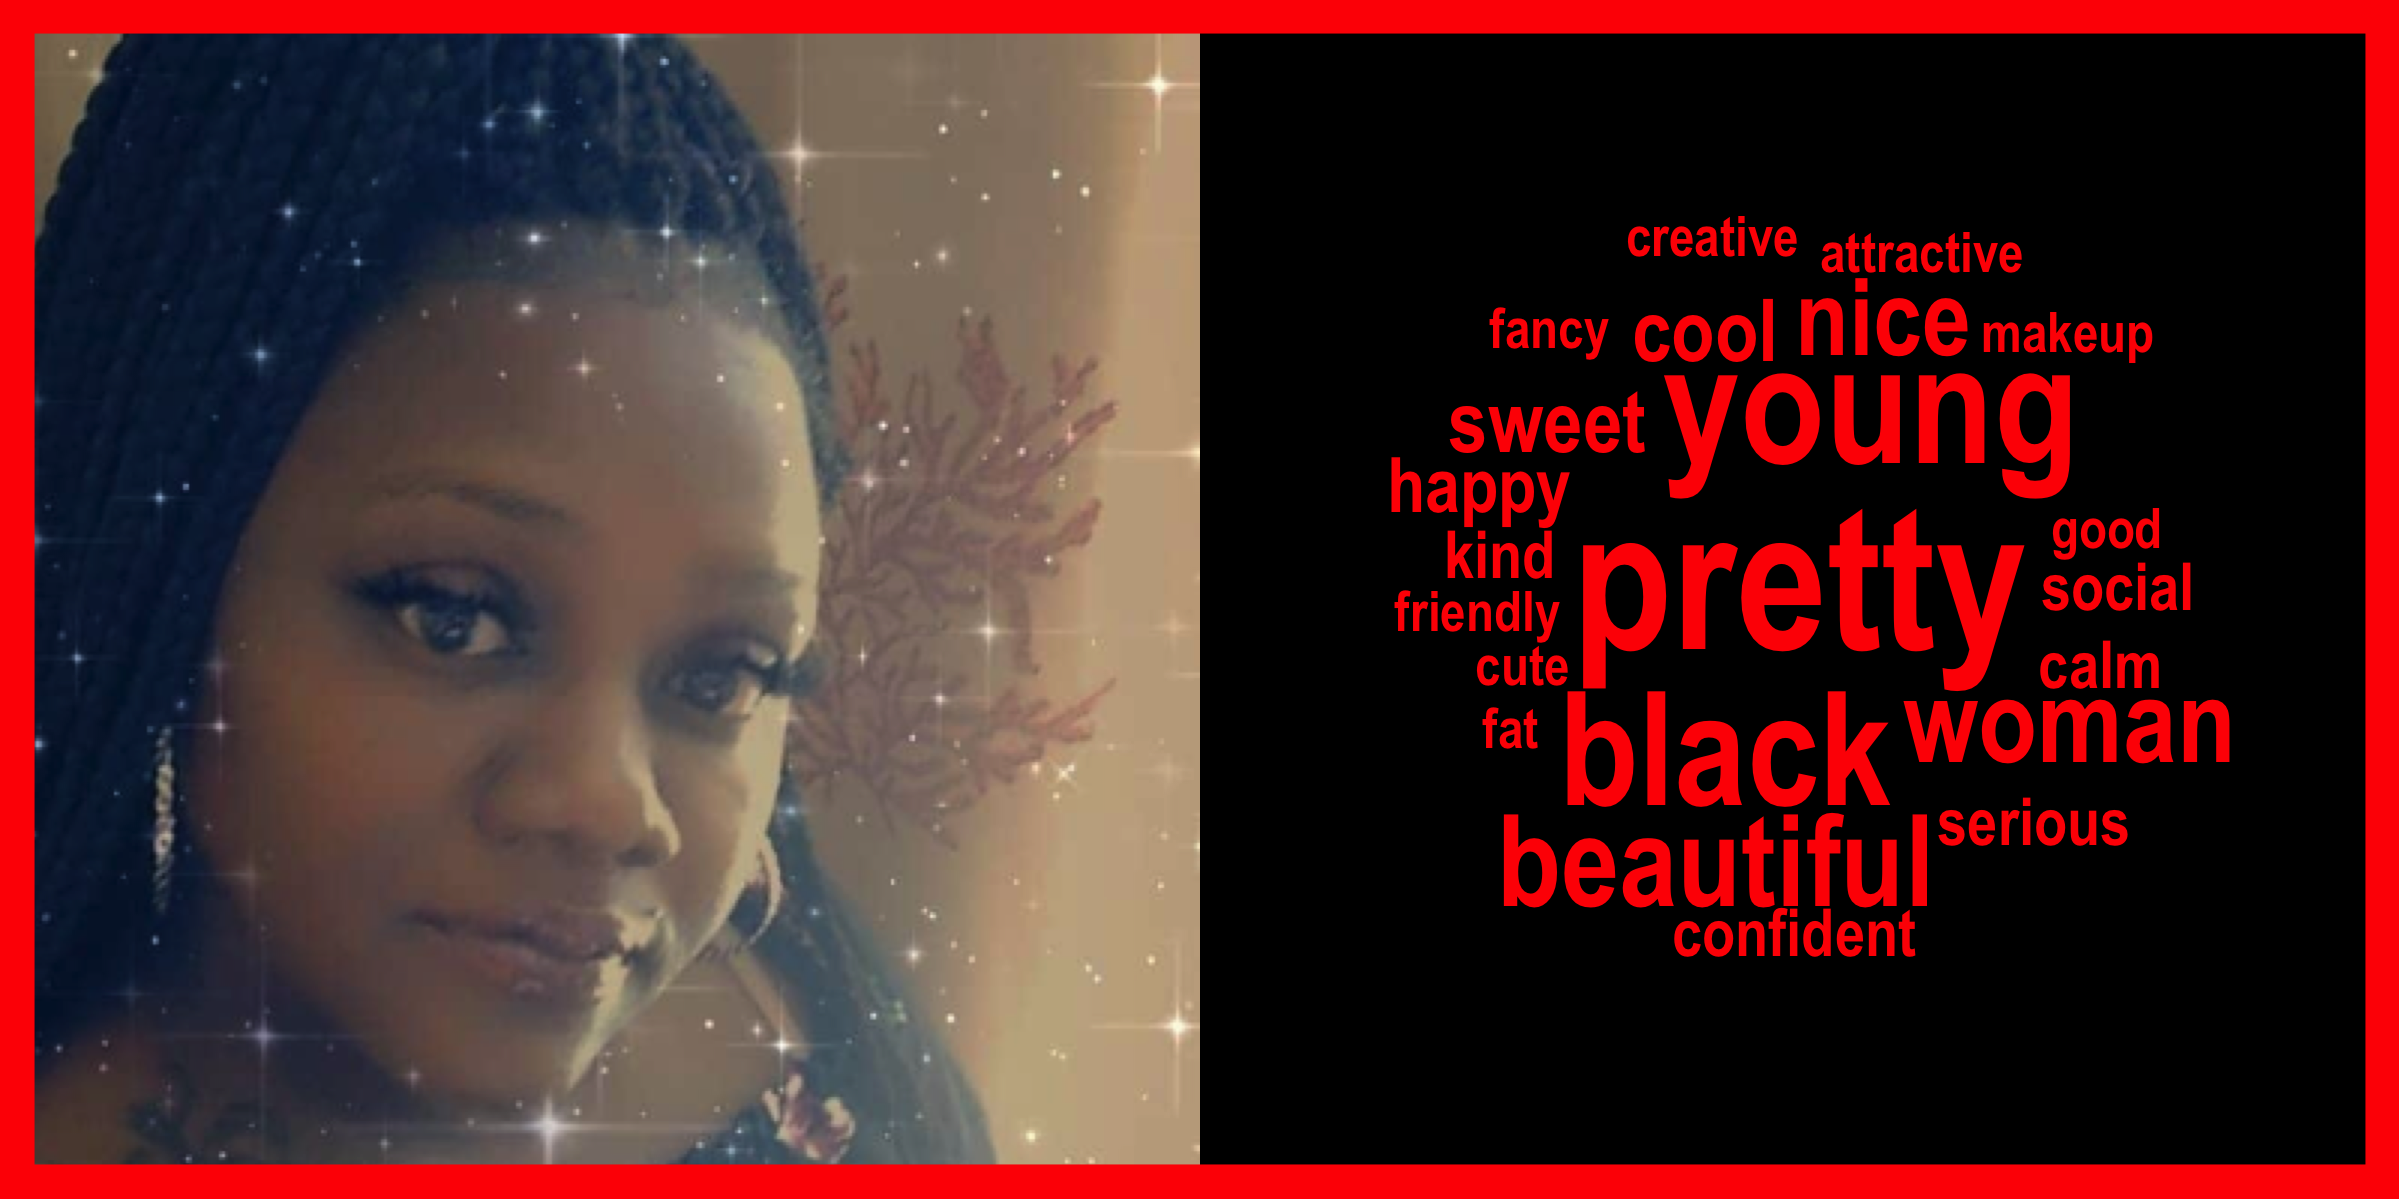 creative attractive
fancy cool nice makeup
sweet young
happy
kind pretty good
friendly social
cute calm
fat black woman
beautiful serious
confident